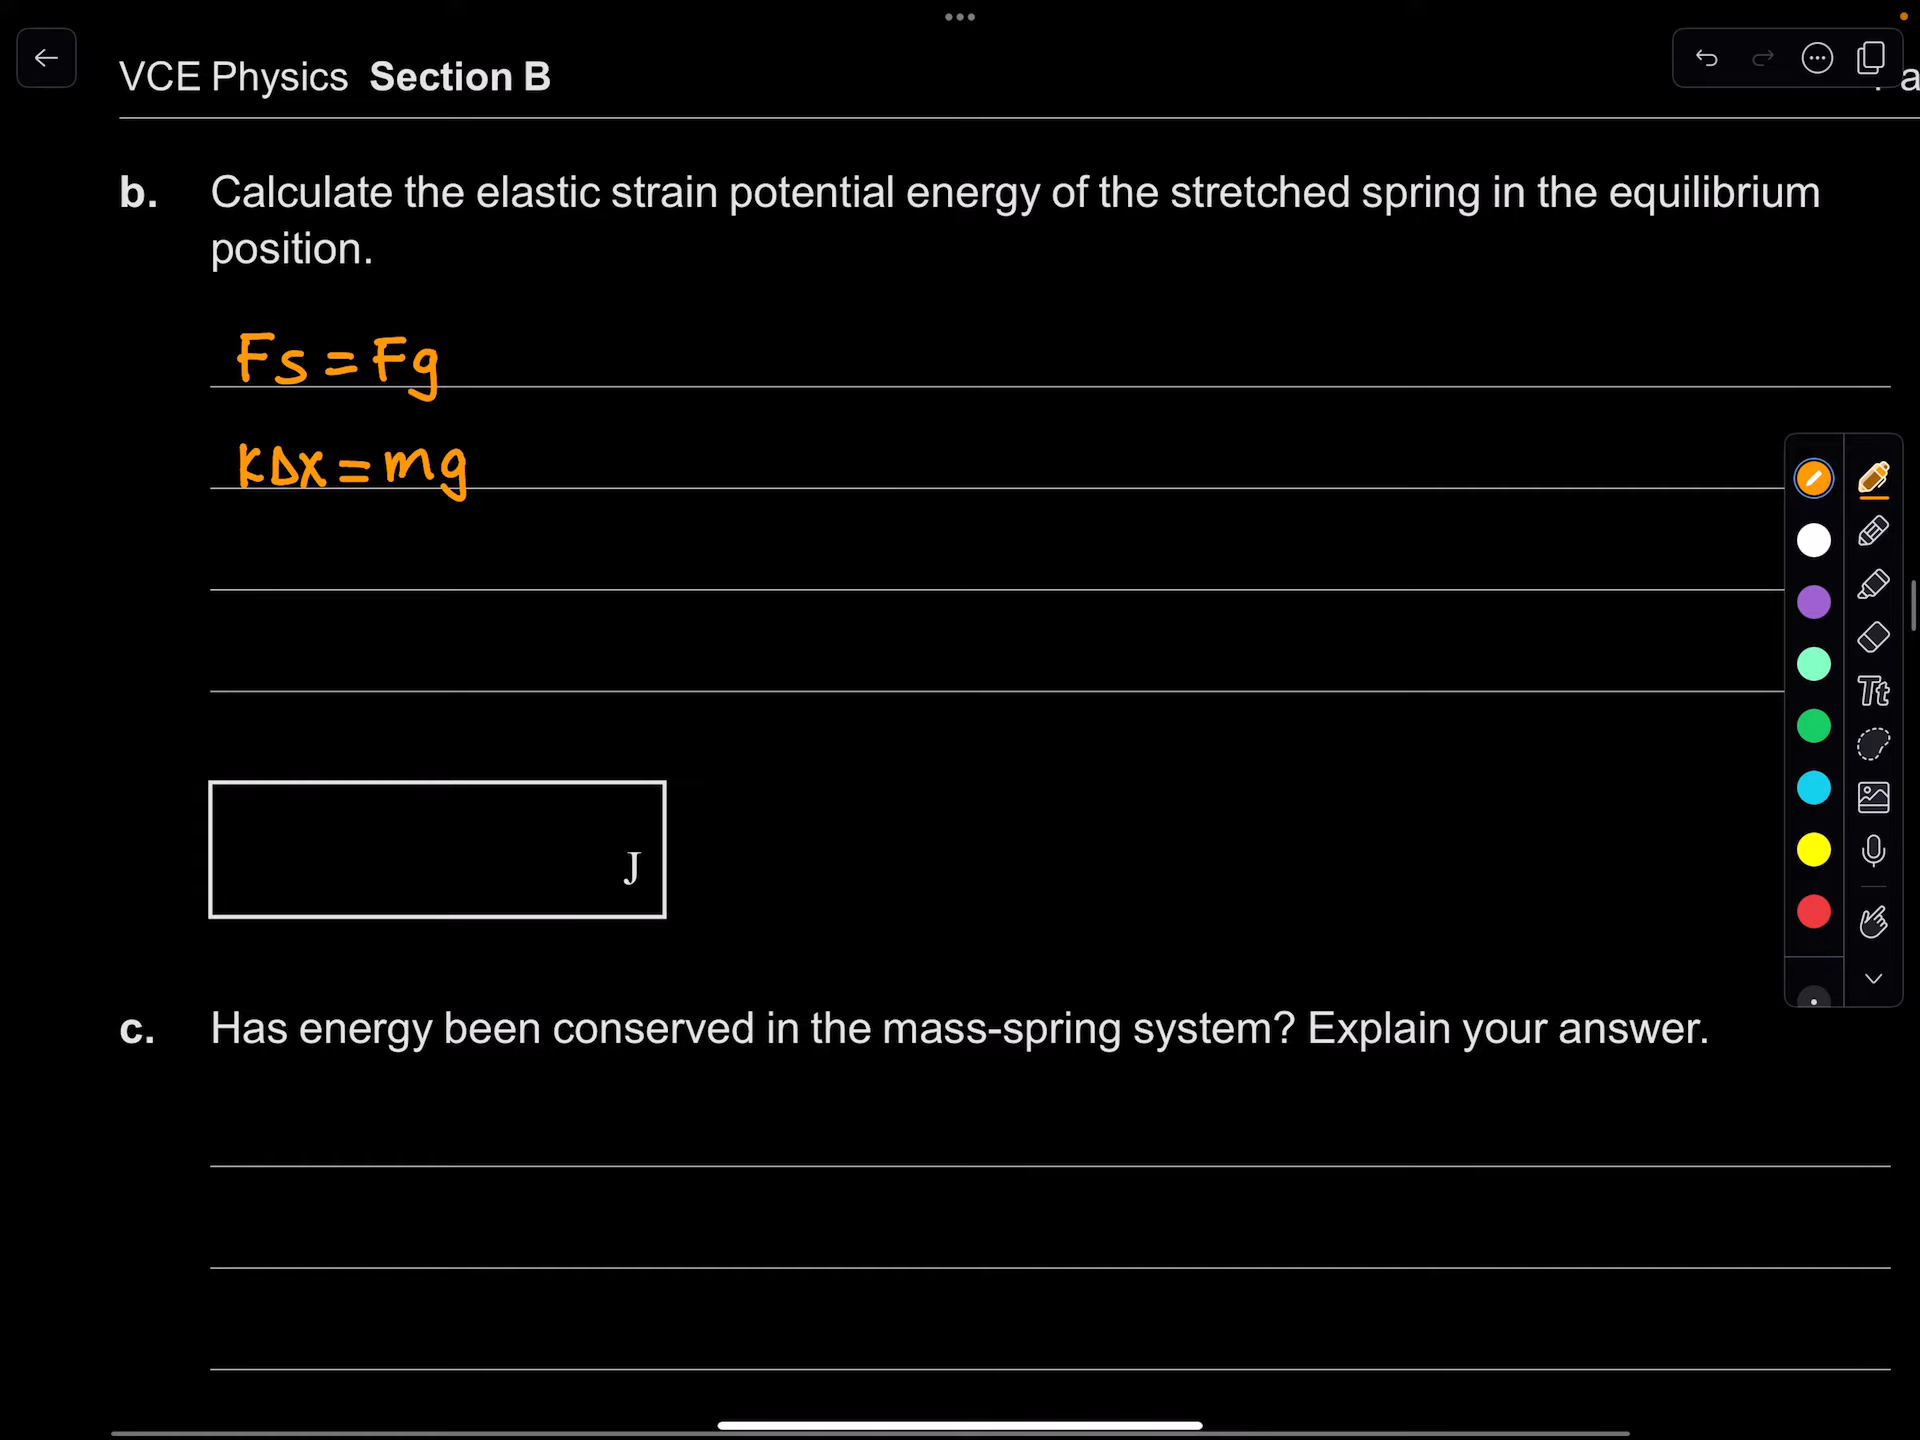 VCE Physics Section B
b. Calculate the elastic strain potential energy of the stretched spring in the equilibrium
position.
Fs = Fg
kΔx = mg
J
c. Has energy been conserved in the mass-spring system? Explain your answer.
Tt